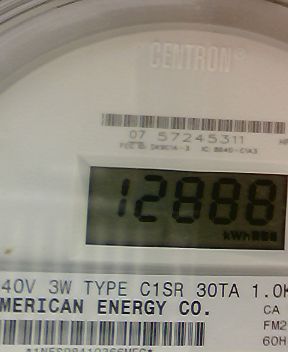 CENTRON®
07 57245311
12888
kWh
40V 3W TYPE C1SR 30TA 1.0K
CA
MERICAN ENERGY CO.
FM2
60H